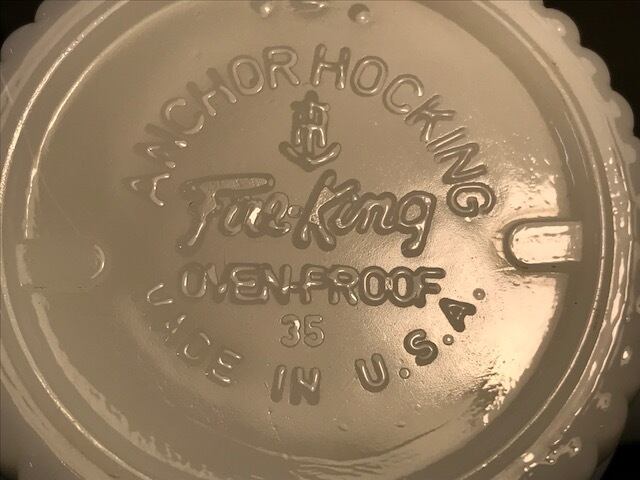 ANCHOR HOCKING
Fire-King
OVEN-PROOF
35
MADE IN U.S.A.